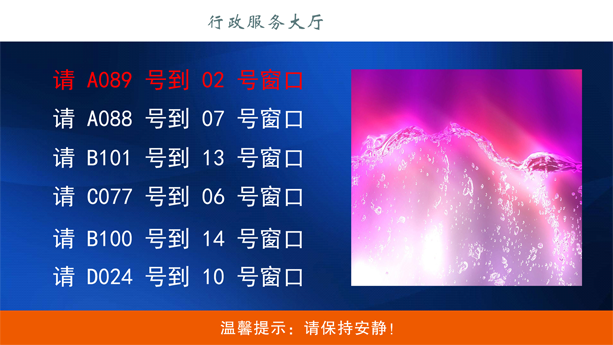 行政服务大厅
请 A089 号到 02 号窗口
请 A088 号到 07 号窗口
请 B101 号到 13 号窗口
请 C077 号到 06 号窗口
请 B100 号到 14 号窗口
请 D024 号到 10 号窗口
温馨提示：请保持安静!